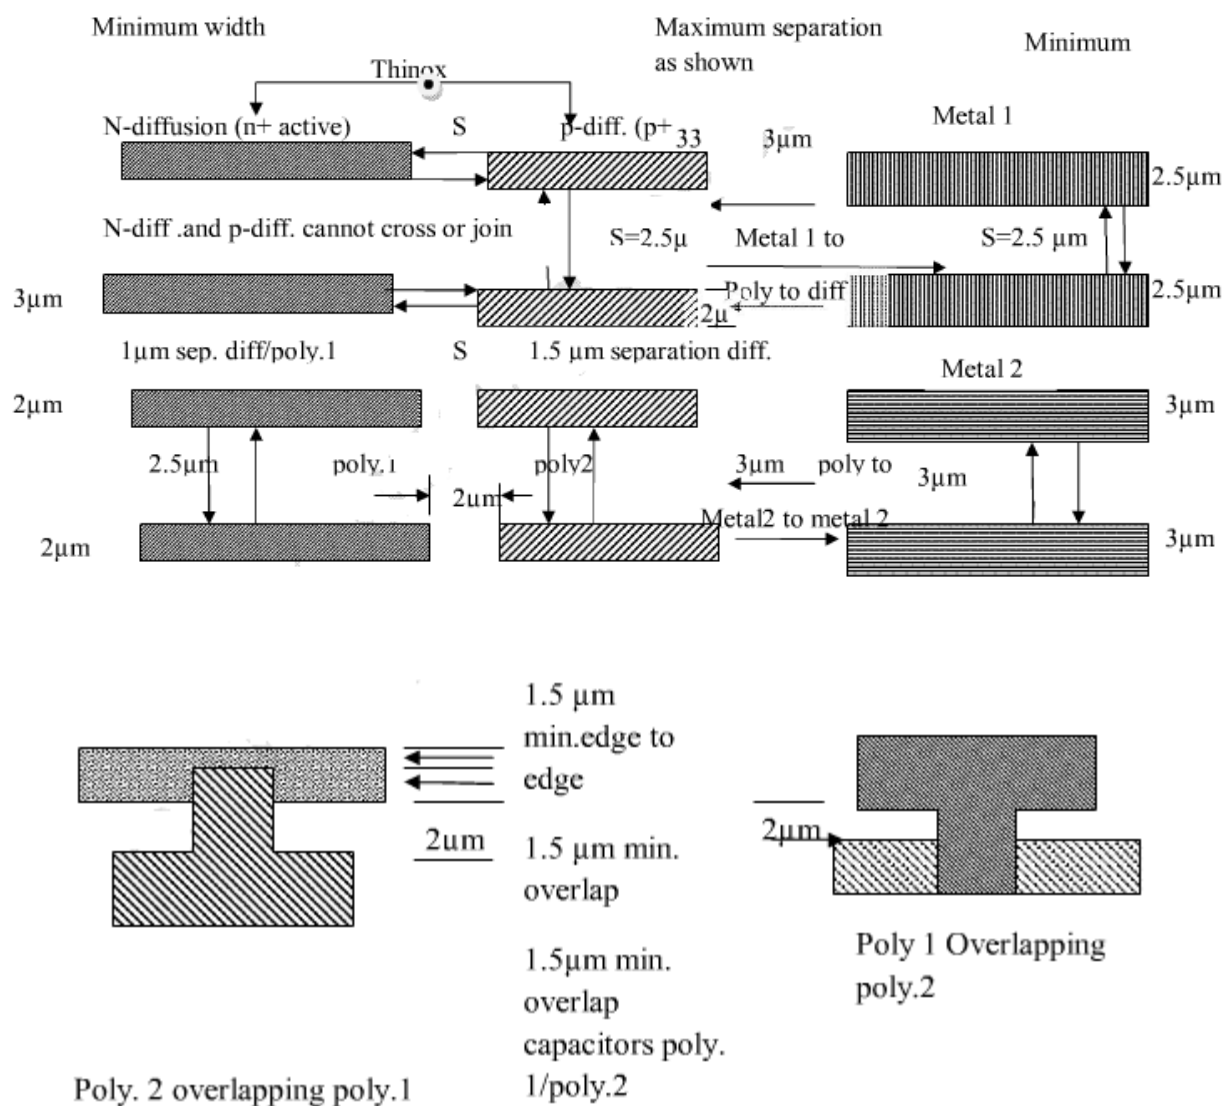 Minimum width
Maximum separation
as shown
Minimum
Thinox
N-diffusion (n+ active)
S
p-diff. (p+
33
3µm
Metal 1
2.5µm
N-diff .and p-diff. cannot cross or join
S=2.5µ
Metal 1 to
S=2.5 µm
3µm
Poly to diff
2µ
2.5µm
1µm sep. diff/poly.1
S
1.5 µm separation diff.
Metal 2
2µm
3µm
2.5µm
poly.1
2µm
poly2
3µm
poly to
3µm
Metal2 to metal 2
2µm
3µm
1.5 µm
min.edge to
edge
2µm
1.5 µm min.
overlap
2µm
1.5µm min.
overlap
capacitors poly.
1/poly.2
Poly 1 Overlapping
poly.2
Poly. 2 overlapping poly.1